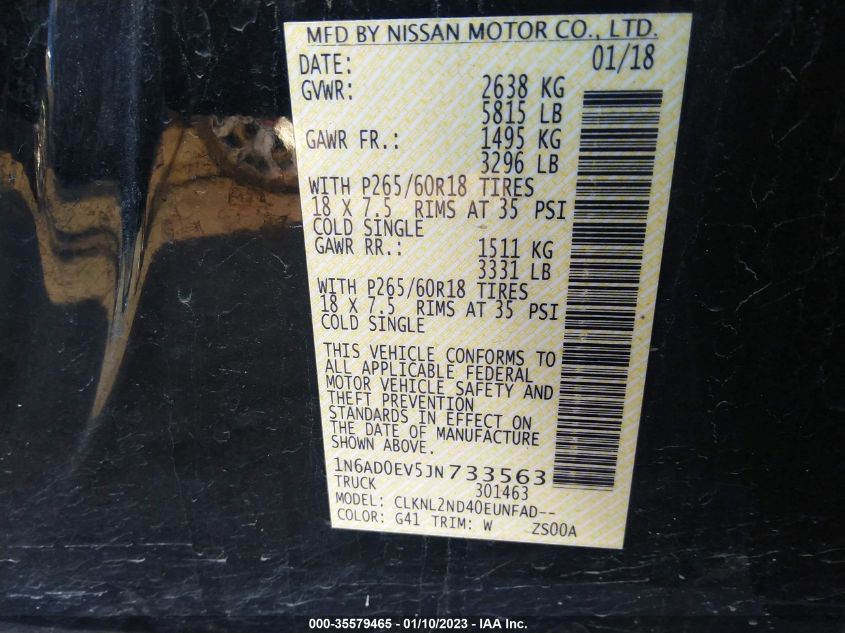 MFD BY NISSAN MOTOR CO., LTD.
DATE: 01/18
GVWR: 2638 KG
5815 LB
GAWR FR.: 1495 KG
3296 LB
WITH P265/60R18 TIRES
18 X 7.5 RIMS AT 35 PSI
COLD SINGLE
GAWR RR.: 1511 KG
3331 LB
WITH P265/60R18 TIRES
18 X 7.5 RIMS AT 35 PSI
COLD SINGLE
THIS VEHICLE CONFORMS TO
ALL APPLICABLE FEDERAL
MOTOR VEHICLE SAFETY AND
THEFT PREVENTION
STANDARDS IN EFFECT ON
THE DATE OF MANUFACTURE
SHOWN ABOVE.
1N6AD0EV5JN733563
TRUCK 301463
MODEL: CLKNL2ND40EUNFAD--
COLOR: G41 TRIM: W ZS00A
000-35579465 - 01/10/2023 - IAA Inc.